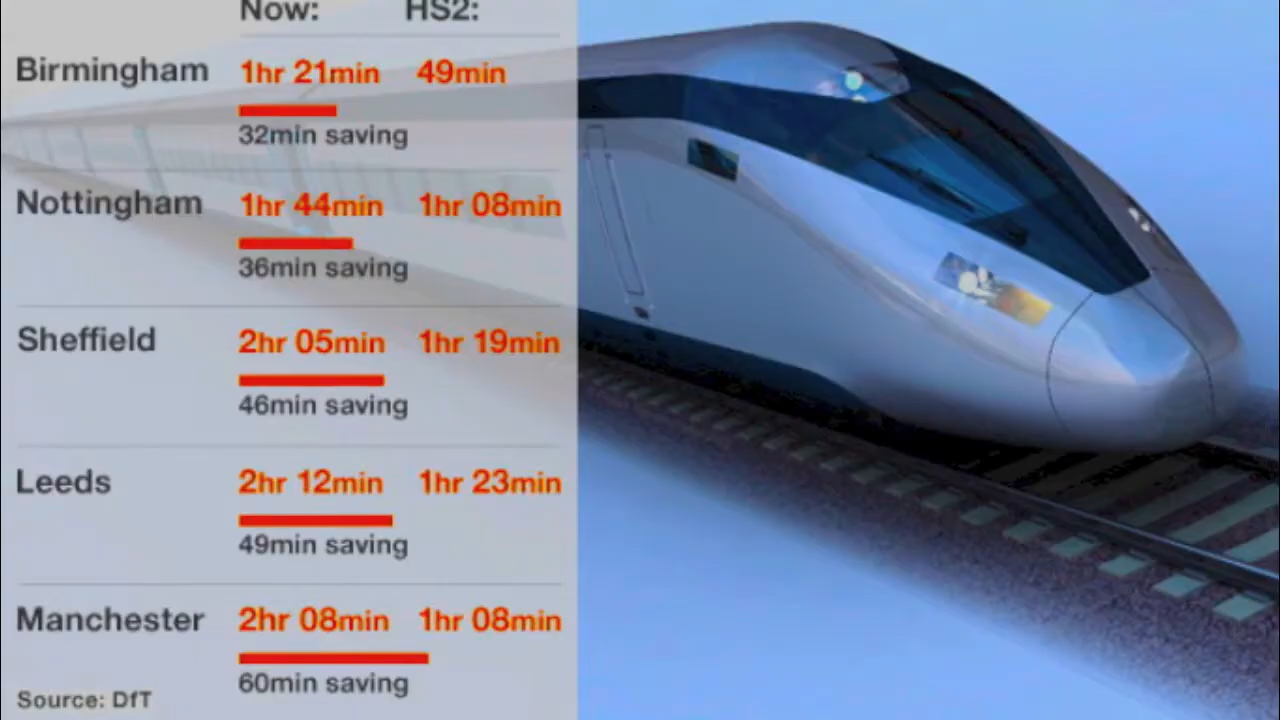 Now: HS2:
Birmingham 1hr 21min 49min
32min saving
Nottingham 1hr 44min 1hr 08min
36min saving
Sheffield 2hr 05min 1hr 19min
46min saving
Leeds 2hr 12min 1hr 23min
49min saving
Manchester 2hr 08min 1hr 08min
60min saving
Source: DfT